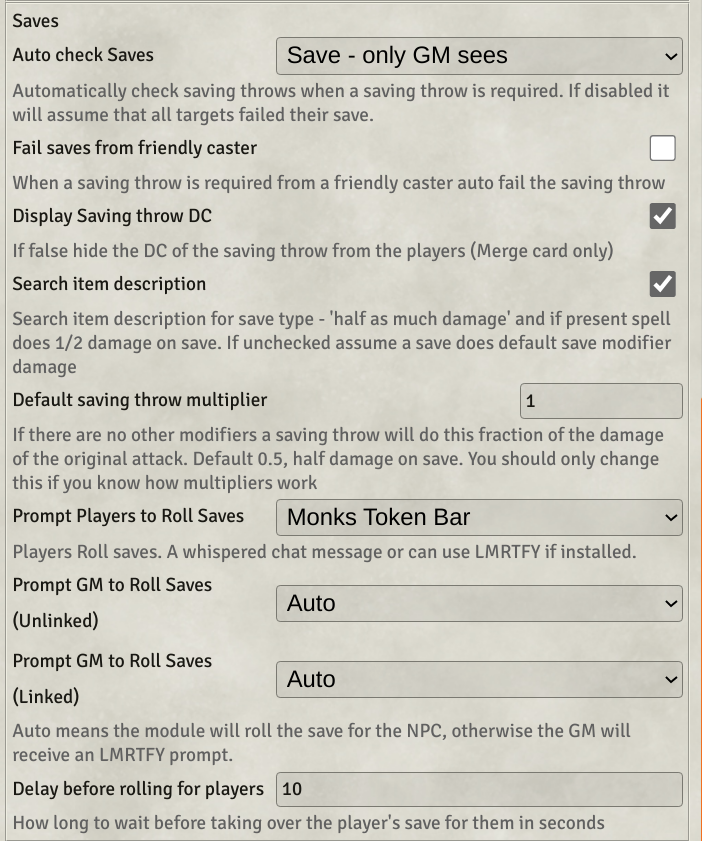 Saves
Auto check Saves
Save - only GM sees
Automatically check saving throws when a saving throw is required. If disabled it
will assume that all targets failed their save.
Fail saves from friendly caster
When a saving throw is required from a friendly caster auto fail the saving throw
Display Saving throw DC
If false hide the DC of the saving throw from the players (Merge card only)
Search item description
Search item description for save type - 'half as much damage' and if present spell
does 1/2 damage on save. If unchecked assume a save does default save modifier
damage
Default saving throw multiplier
1
If there are no other modifiers a saving throw will do this fraction of the damage
of the original attack. Default 0.5, half damage on save. You should only change
this if you know how multipliers work
Prompt Players to Roll Saves
Monks Token Bar
Players Roll saves. A whispered chat message or can use LMRTFY if installed.
Prompt GM to Roll Saves
(Unlinked)
Auto
Prompt GM to Roll Saves
(Linked)
Auto
Auto means the module will roll the save for the NPC, otherwise the GM will
receive an LMRTFY prompt.
Delay before rolling for players
10
How long to wait before taking over the player's save for them in seconds